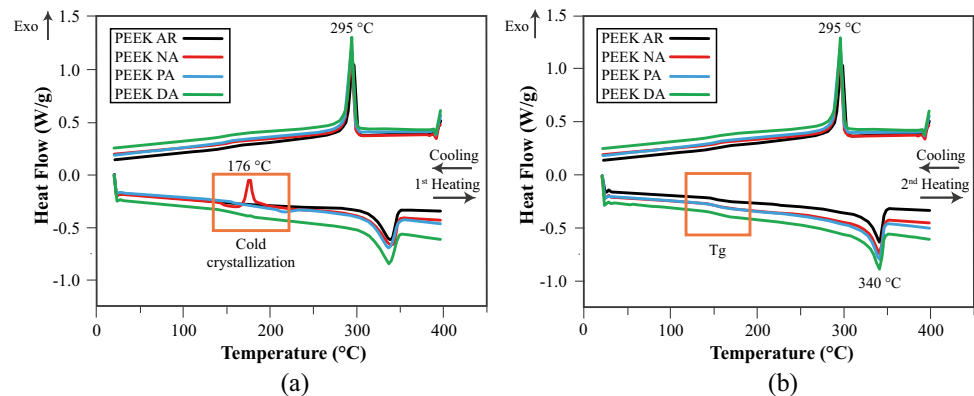 Exo
1.5
1.0
0.5
0.0
-0.5
-1.0
Heat Flow (W/g)
PEEK AR
PEEK NA
PEEK PA
PEEK DA
295 °C
176 °C
Cooling
1st Heating
Cold
crystallization
0
100
200
300
400
Temperature (°C)
(a)
Exo
1.5
1.0
0.5
0.0
-0.5
-1.0
Heat Flow (W/g)
PEEK AR
PEEK NA
PEEK PA
PEEK DA
295 °C
Cooling
2nd Heating
Tg
340 °C
0
100
200
300
400
Temperature (°C)
(b)